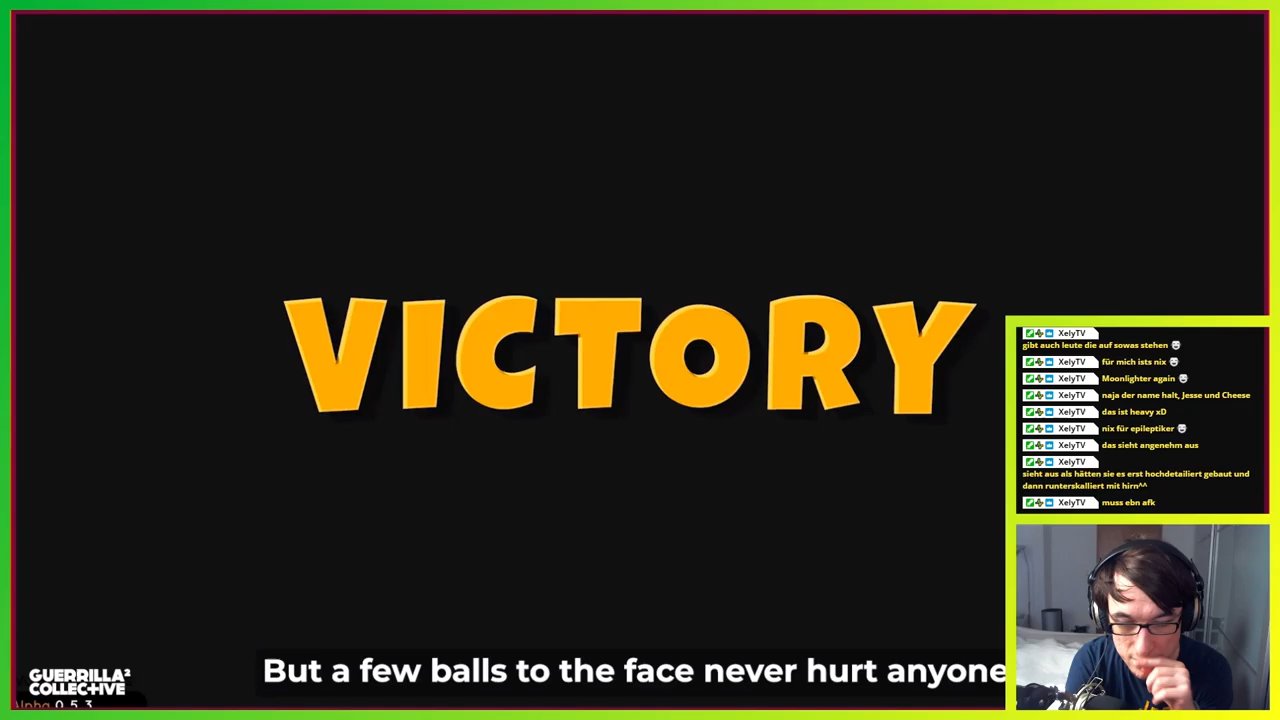 VICTORY
XelyTV
gibt auch leute die auf sowas stehen
XelyTV für mich ists nix
XelyTV Moonlighter again
XelyTV naja der name halt, Jesse und Cheese
XelyTV das ist heavy xD
XelyTV nix für epileptiker
XelyTV das sieht angenehm aus
XelyTV
sieht aus als hätten sie es erst hochdetailiert gebaut und
dann runterskalliert mit hirn^^
XelyTV muss ebn afk
But a few balls to the face never hurt anyone
GUERRILLA²
COLLECTIVE
Alpha 0.5.3